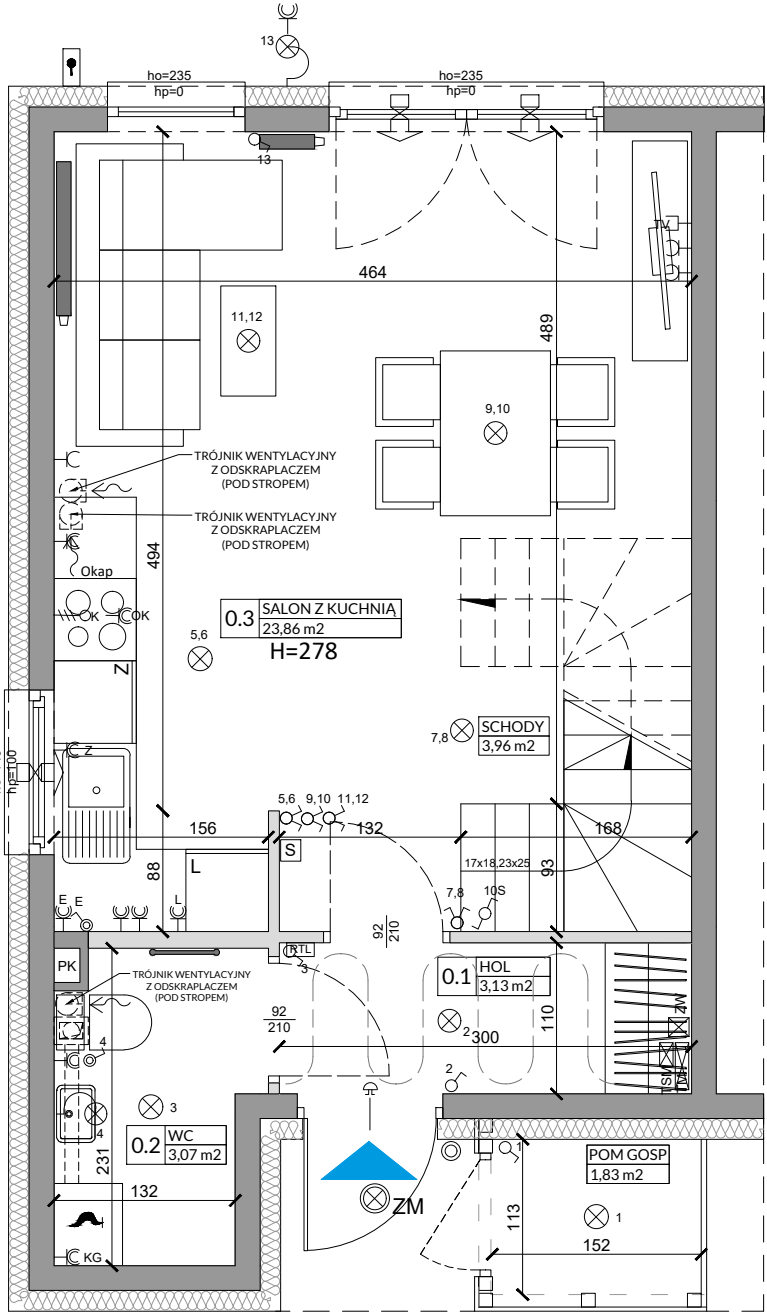 13
ho=235
hp=0
ho=235
hp=0
13
TV
464
11,12
489
9,10
TRÓJNIK WENTYLACYJNY
Z ODSKRAPLACZEM
(POD STROPEM)
TRÓJNIK WENTYLACYJNY
Z ODSKRAPLACZEM
(POD STROPEM)
494
Okap
OK
OK
0.3 SALON Z KUCHNIĄ
23,86 m2
H=278
5,6
Z
7,8
SCHODY
3,96 m2
hp=100
Z
5,6 9,10 11,12
156
132
168
S
L
88
17x18,23x25
93
E
E
L
7,8
10S
92
210
PK
RTL
3
TRÓJNIK WENTYLACYJNY
Z ODSKRAPLACZEM
(POD STROPEM)
0.1 HOL
3,13 m2
92
210
2
300
110
ZW
TSM
TM
4
2
3
4
0.2 WC
3,07 m2
231
132
KG
ZM
1
POM GOSP
1,83 m2
113
1
152